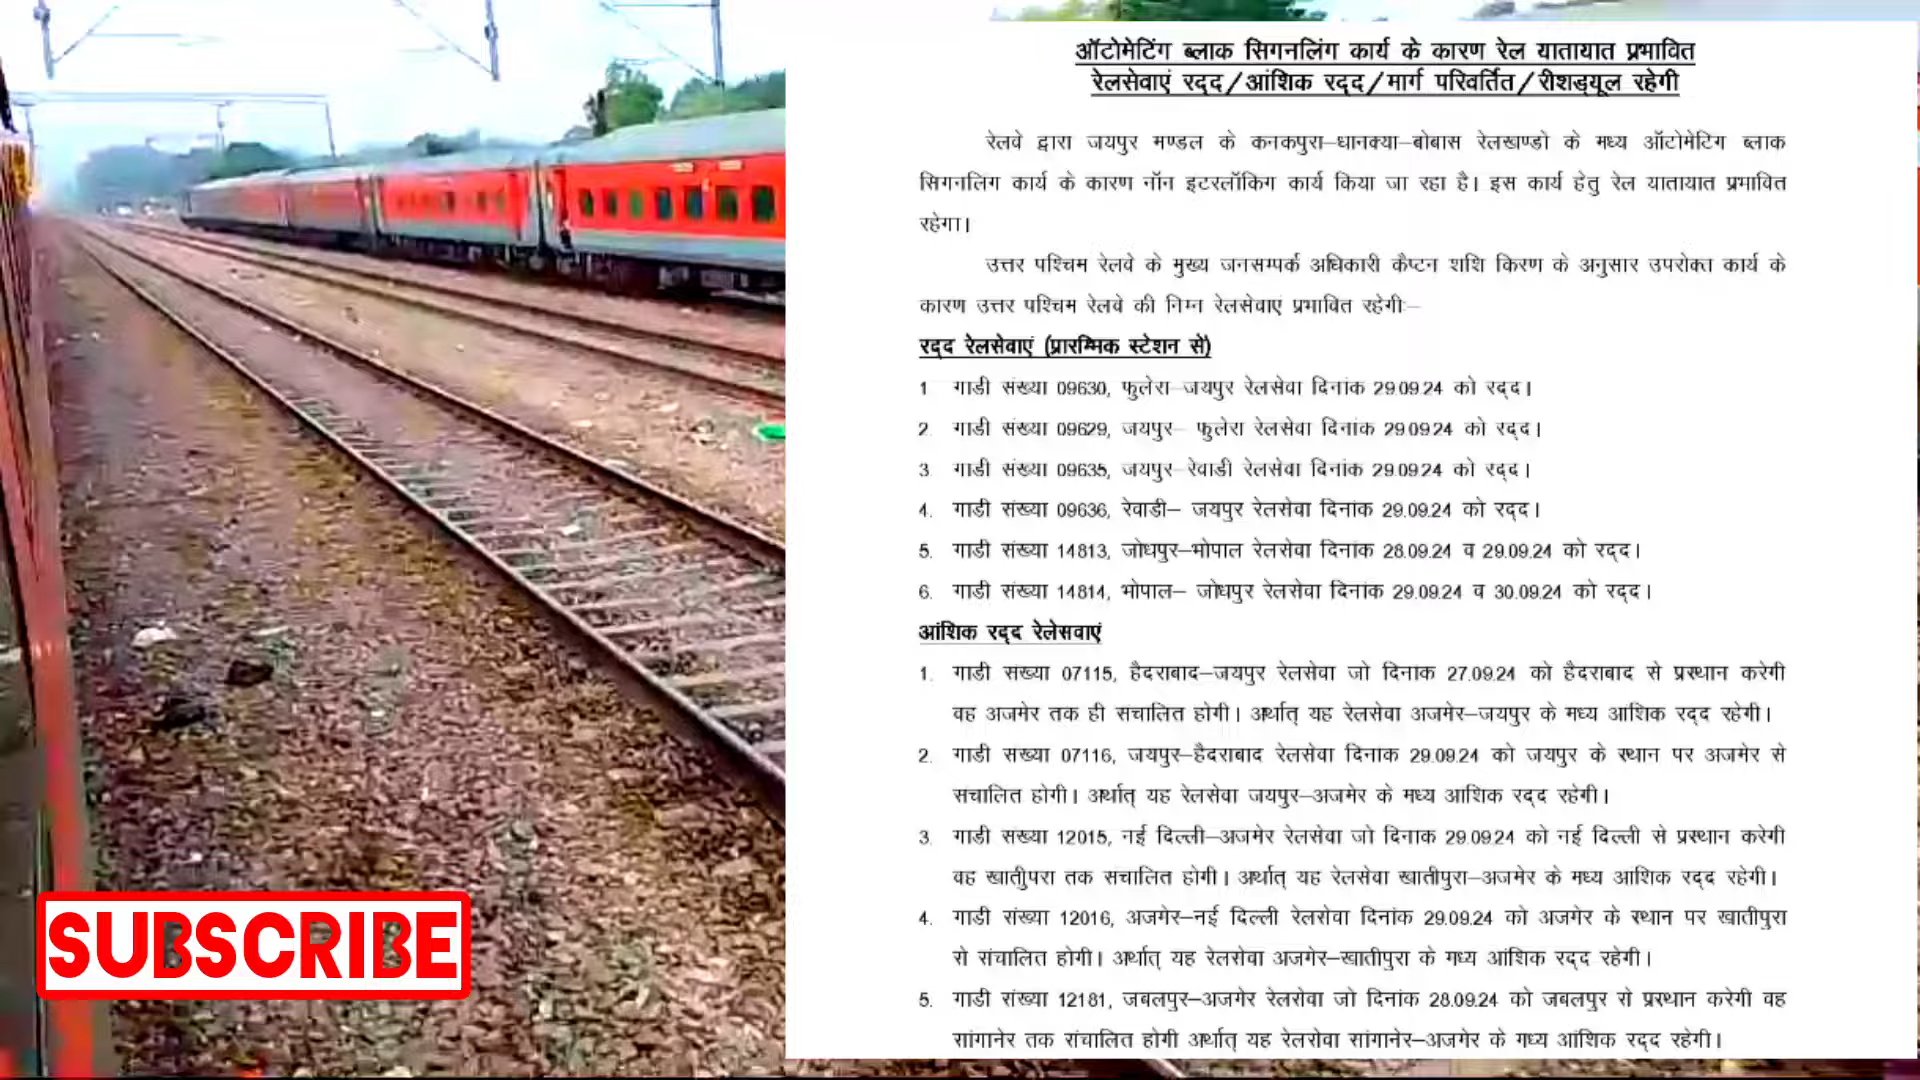 ऑटोमेटिंग ब्लाक सिगनलिंग कार्य के कारण रेल यातायात प्रभावित
रेलसेवाएं रद्द/आंशिक रद्द/मार्ग परिवर्तित/रीशड्यूल रहेगी
रेलवे द्वारा जयपुर मण्डल के कनकपुरा–धानक्या–बोबास रेलखण्डो के मध्य ऑटोमेटिग ब्लाक
सिगनलिग कार्य के कारण नॉन इटरलॉकिग कार्य किया जा रहा है। इस कार्य हेतु रेल यातायात प्रभावित
रहेगा।
उत्तर पश्चिम रेलवे के मुख्य जनसम्पर्क अधिकारी कैप्टन शशि किरण के अनुसार उपरोक्त कार्य के
कारण उत्तर पश्चिम रेलवे की निम्न रेलसेवाएं प्रभावित रहेगी:–
रद्द रेलसेवाएं (प्रारम्भिक स्टेशन से)
1 गाडी संख्या 09630, फुलेरा–जयपुर रेलसेवा दिनांक 29.09.24 को रद्द।
2. गाडी संख्या 09629, जयपुर– फुलेरा रेलसेवा दिनांक 29.09.24 को रद्द।
3. गाडी संख्या 09635, जयपुर–रेवाडी रेलसेवा दिनांक 29.09.24 को रद्द।
4. गाडी संख्या 09636, रेवाडी– जयपुर रेलसेवा दिनांक 29.09.24 को रद्द।
5. गाडी संख्या 14813, जोधपुर–भोपाल रेलसेवा दिनांक 28.09.24 व 29.09.24 को रद्द।
6. गाडी संख्या 14814, भोपाल– जोधपुर रेलसेवा दिनांक 29.09.24 व 30.09.24 को रद्द।
आंशिक रद्द रेलेसवाएं
1. गाडी सख्या 07115, हैदराबाद–जयपुर रेलसेवा जो दिनाक 27.09.24 को हैदराबाद से प्रस्थान करेगी
वह अजमेर तक ही सचालित होगी। अर्थात् यह रेलसेवा अजमेर–जयपुर के मध्य आशिक रद्द रहेगी।
2. गाडी सख्या 07116, जयपुर–हैदराबाद रेलसेवा दिनाक 29.09.24 को जयपुर के स्थान पर अजमेर से
सचालित होगी। अर्थात् यह रेलसेवा जयपुर–अजमेर के मध्य आशिक रद्द रहेगी।
3. गाडी सख्या 12015, नई दिल्ली–अजमेर रेलसेवा जो दिनाक 29.09.24 को नई दिल्ली से प्रस्थान करेगी
वह खातीुपरा तक संचालित होगी। अर्थात् यह रेलसेवा खातीपुरा–अजमेर के मध्य आशिक रद्द रहेगी।
4. गाडी संख्या 12016, अजमेर–नई दिल्ली रेलसेवा दिनांक 29.09.24 को अजमेर के स्थान पर खातीपुरा
से संचालित होगी। अर्थात् यह रेलसेवा अजमेर–खातीपुरा के मध्य आंशिक रद्द रहेगी।
5. गाडी संख्या 12181, जबलपुर–अजमेर रेलसेवा जो दिनांक 28.09.24 को जबलपुर से प्रस्थान करेगी वह
सांगानेर तक संचालित होगी अर्थात् यह रेलसेवा सांगानेर–अजमेर के मध्य आंशिक रद्द रहेगी।
SUBSCRIBE